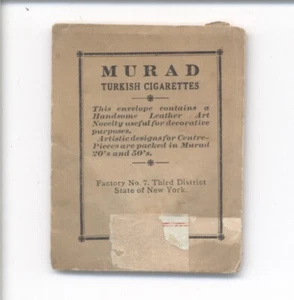 MURAD
TURKISH CIGARETTES
This envelope contains a
Handsome Leather Art
Novelty useful for decorative
purposes.
Artistic designs for Centre-
Pieces are packed in Murad
20's and 50's.
Factory No. 7. Third District
State of New York.